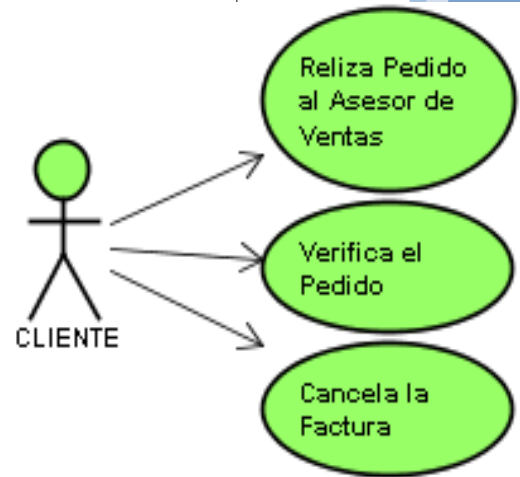 Reliza Pedido
al Asesor de
Ventas
Verifica el
Pedido
CLIENTE
Cancela la
Factura